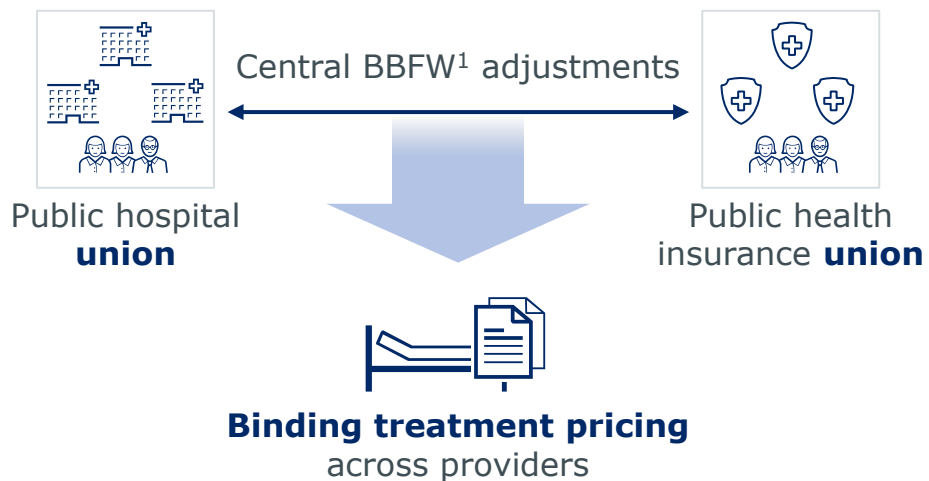 Central BBFW¹ adjustments
Public hospital
union
Public health
insurance union
Binding treatment pricing
across providers